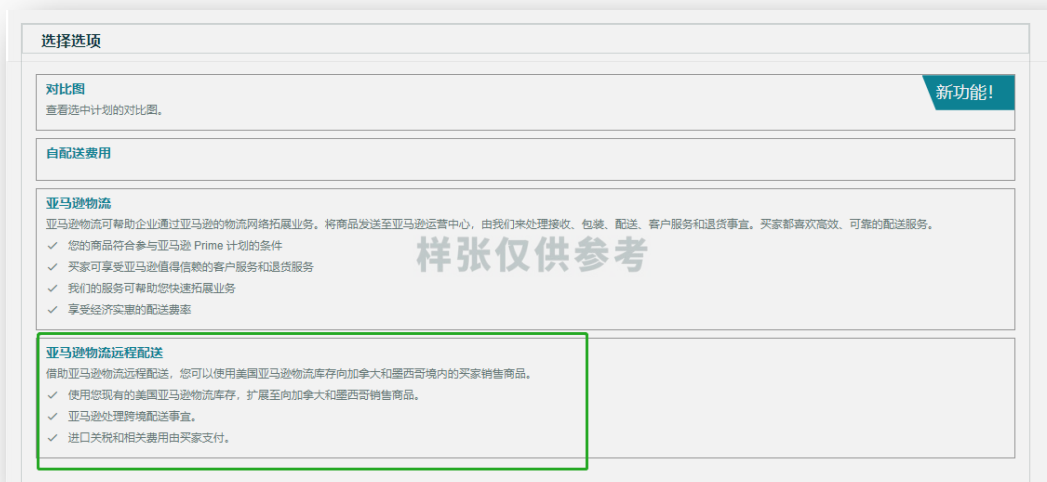 选择选项
对比图
新功能！
查看选中计划的对比图。
自配送费用
亚马逊物流
亚马逊物流可帮助企业通过亚马逊的物流网络拓展业务。将商品发送至亚马逊运营中心，由我们来处理接收、包装、配送、客户服务和退货事宜。买家都喜欢高效、可靠的配送服务。
您的商品符合参与亚马逊 Prime 计划的条件
买家可享受亚马逊值得信赖的客户服务和退货服务
我们的服务可帮助您快速拓展业务
享受经济实惠的配送费率
样张仅供参考
亚马逊物流远程配送
借助亚马逊物流远程配送，您可以使用美国亚马逊物流库存向加拿大和墨西哥境内的买家销售商品。
使用您现有的美国亚马逊物流库存，扩展至向加拿大和墨西哥销售商品。
亚马逊处理跨境配送事宜。
进口关税和相关费用由买家支付。